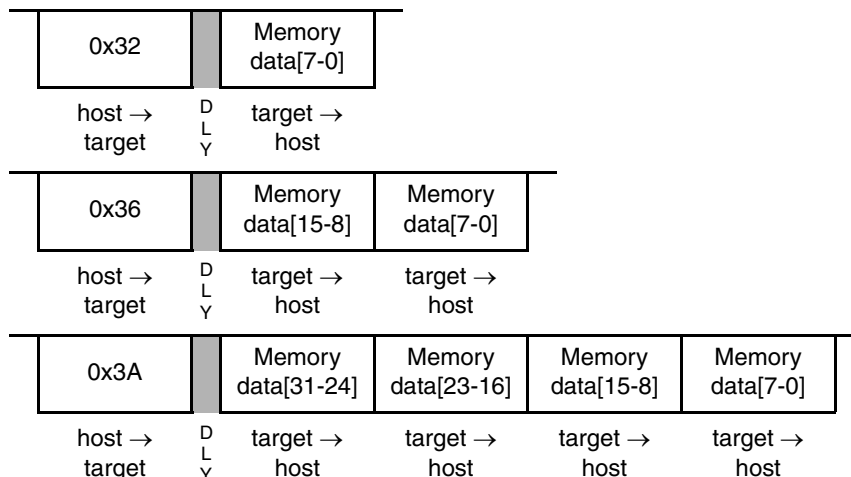 0x32
Memory
data[7-0]
host → D target →
L
target Y host
0x36
Memory Memory
data[15-8] data[7-0]
host → D target → target →
L
target Y host host
0x3A
Memory Memory Memory Memory
data[31-24] data[23-16] data[15-8] data[7-0]
host → D target → target → target → target →
L
target Y host host host host